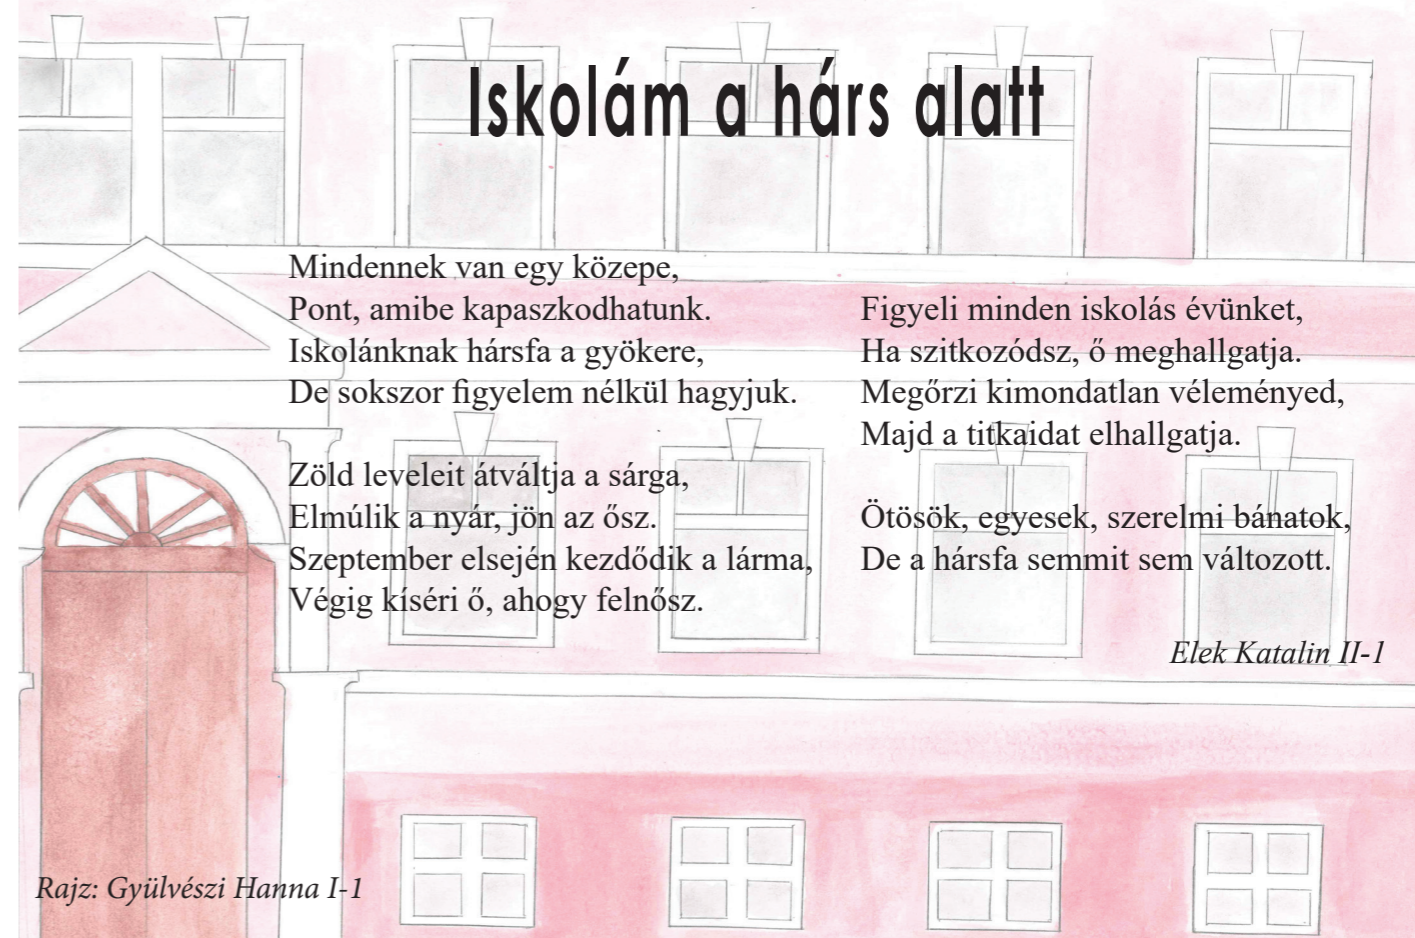 Iskolám a hárs alatt
Mindennek van egy közepe,
Pont, amibe kapaszkodhatunk.
Iskolánknak hársfa a gyökere,
De sokszor figyelem nélkül hagyjuk.
Zöld leveleit átváltja a sárga,
Elmúlik a nyár, jön az ősz.
Szeptember elsején kezdődik a lárma,
Végig kíséri ő, ahogy felnősz.
Figyeli minden iskolás évünket,
Ha szitkozódsz, ő meghallgatja.
Megőrzi kimondatlan véleményed,
Majd a titkaidat elhallgatja.
Ötösök, egyesek, szerelmi bánatok,
De a hársfa semmit sem változott.
Elek Katalin II-1
Rajz: Gyülvészi Hanna I-1